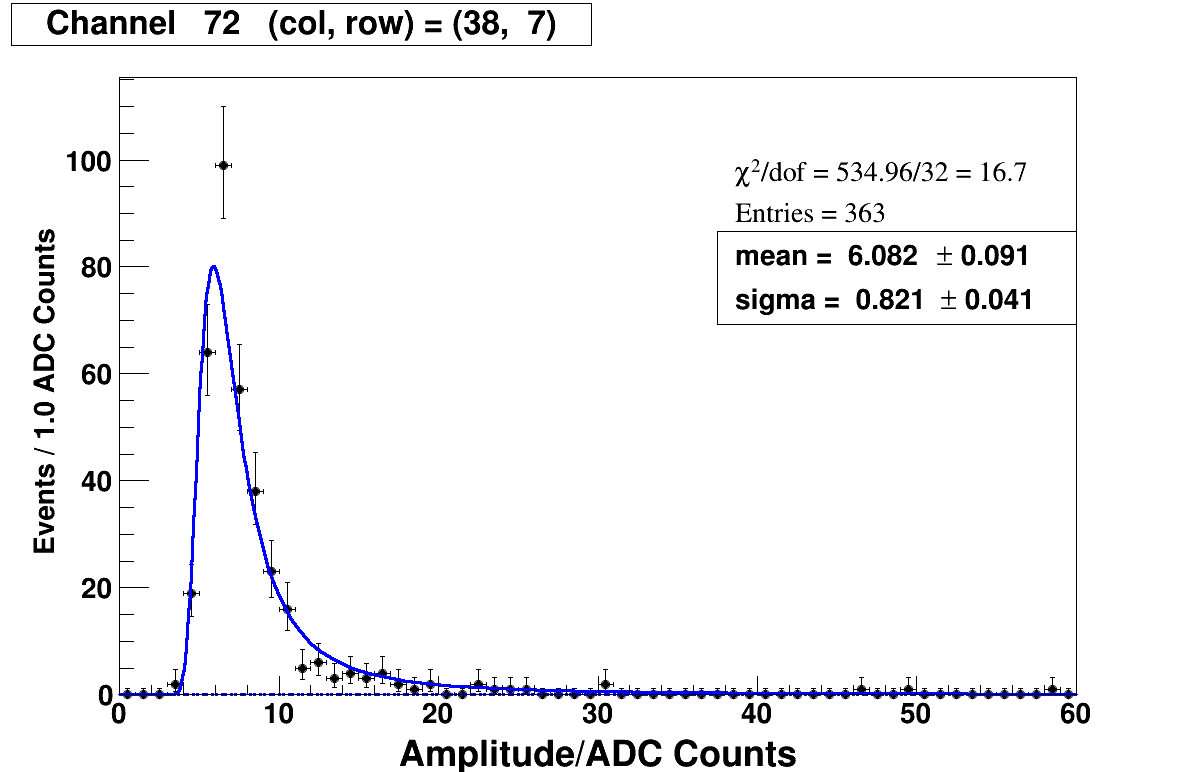 Channel 72 (col, row) = (38, 7)
χ²/dof = 534.96/32 = 16.7
Entries = 363
mean = 6.082 ± 0.091
sigma = 0.821 ± 0.041
Events / 1.0 ADC Counts
100
80
60
40
20
0
0 10 20 30 40 50 60
Amplitude/ADC Counts